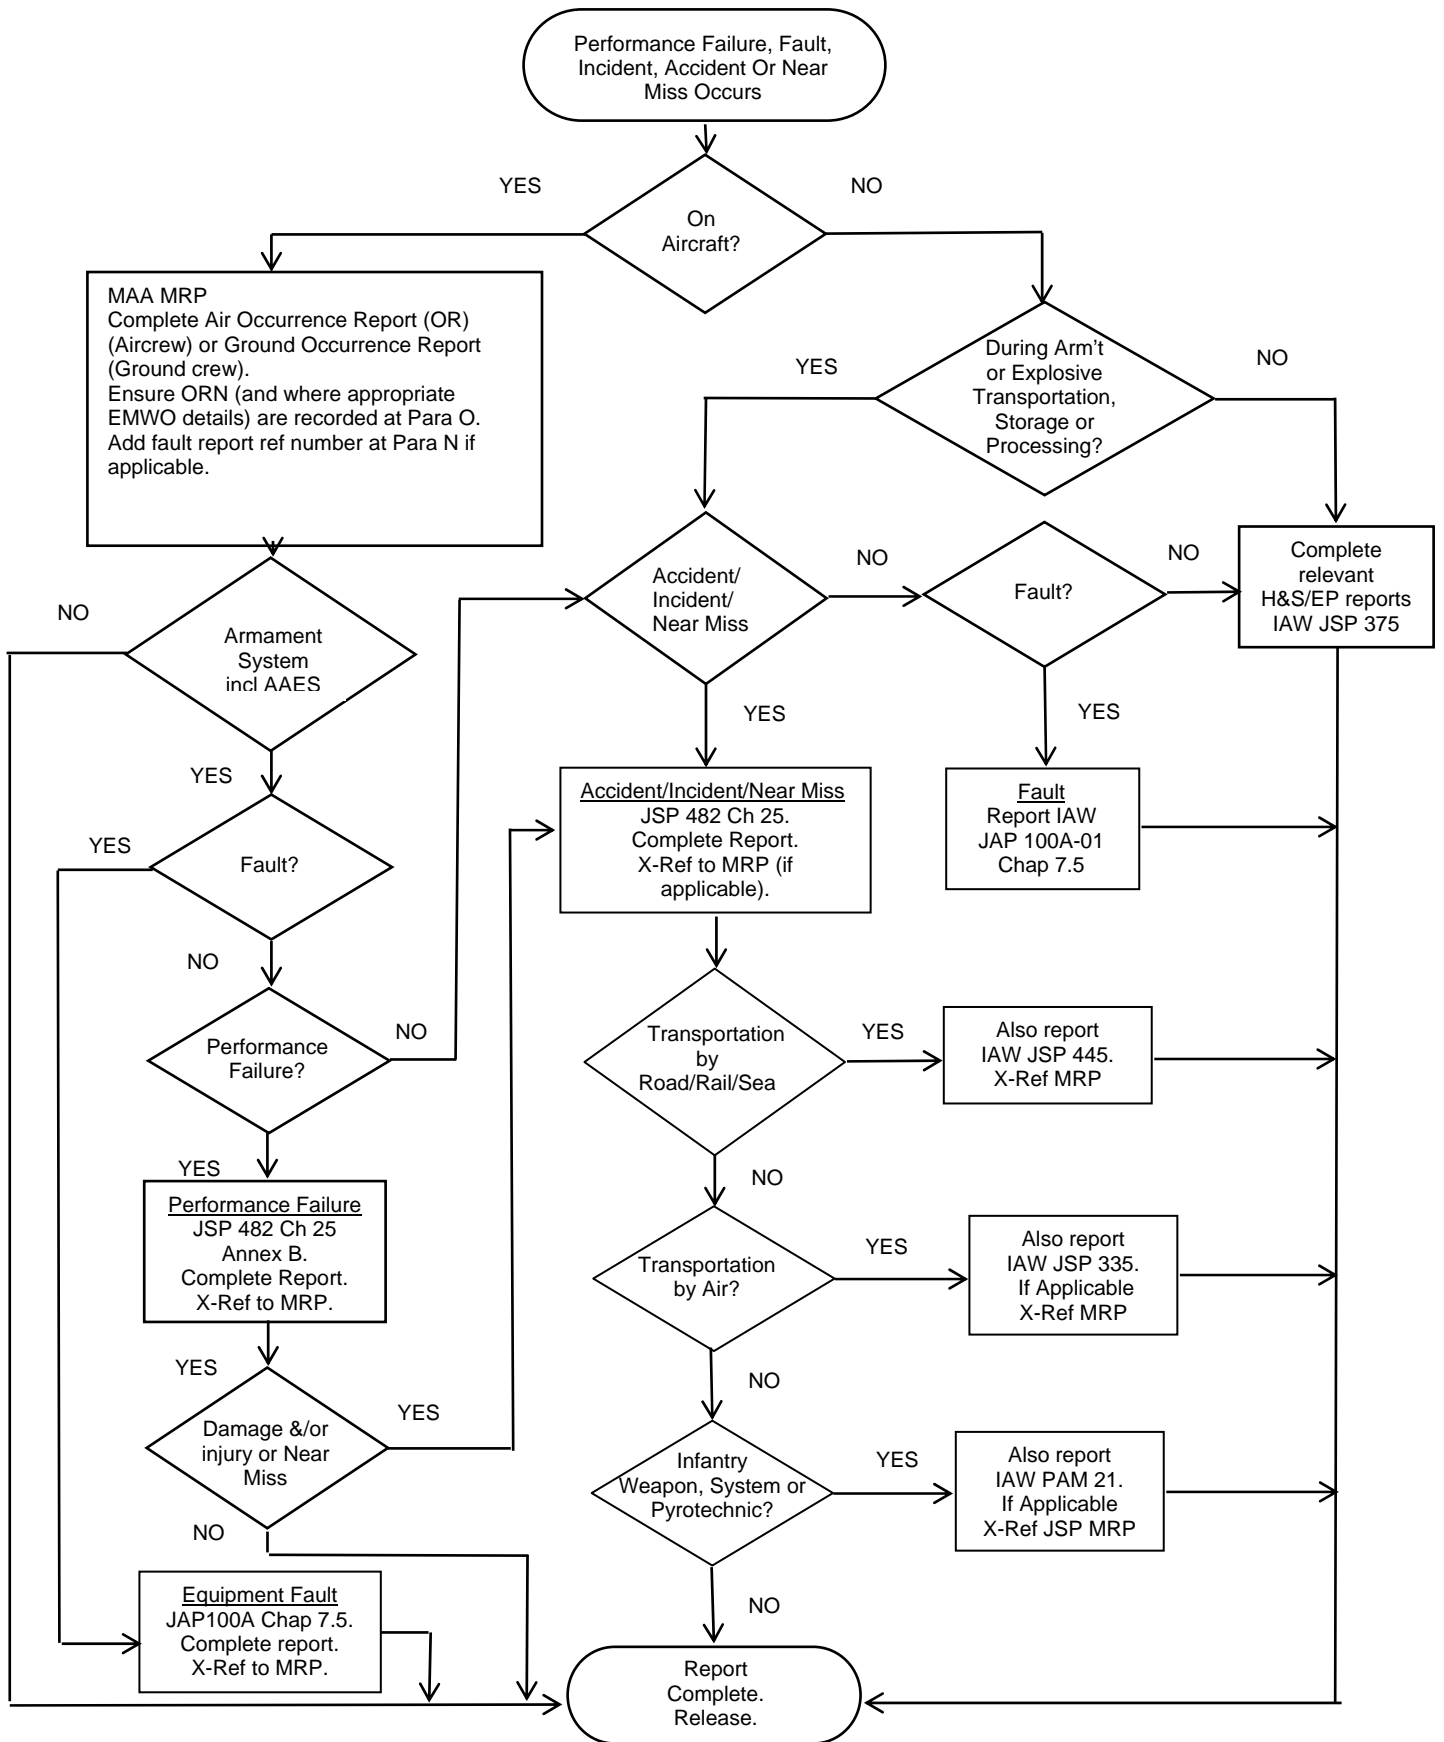 Performance Failure, Fault,
Incident, Accident Or Near
Miss Occurs
YES
NO
On
Aircraft?
MAA MRP
Complete Air Occurrence Report (OR)
(Aircrew) or Ground Occurrence Report
(Ground crew).
Ensure ORN (and where appropriate
EMWO details) are recorded at Para O.
Add fault report ref number at Para N if
applicable.
YES
During Arm't
or Explosive
Transportation,
Storage or
Processing?
NO
NO
Armament
System
incl AAES
Accident/
Incident/
Near Miss
NO
Fault?
NO
Complete
relevant
H&S/EP reports
IAW JSP 375
YES
YES
YES
YES
Fault?
Accident/Incident/Near Miss
JSP 482 Ch 25.
Complete Report.
X-Ref to MRP (if
applicable).
Fault
Report IAW
JAP 100A-01
Chap 7.5
NO
Performance
Failure?
NO
Transportation
by
Road/Rail/Sea
YES
Also report
IAW JSP 445.
X-Ref MRP
YES
NO
Performance Failure
JSP 482 Ch 25
Annex B.
Complete Report.
X-Ref to MRP.
Transportation
by Air?
YES
Also report
IAW JSP 335.
If Applicable
X-Ref MRP
YES
NO
Damage &/or
injury or Near
Miss
YES
Infantry
Weapon, System or
Pyrotechnic?
YES
Also report
IAW PAM 21.
If Applicable
X-Ref JSP MRP
NO
NO
Equipment Fault
JAP100A Chap 7.5.
Complete report.
X-Ref to MRP.
Report
Complete.
Release.